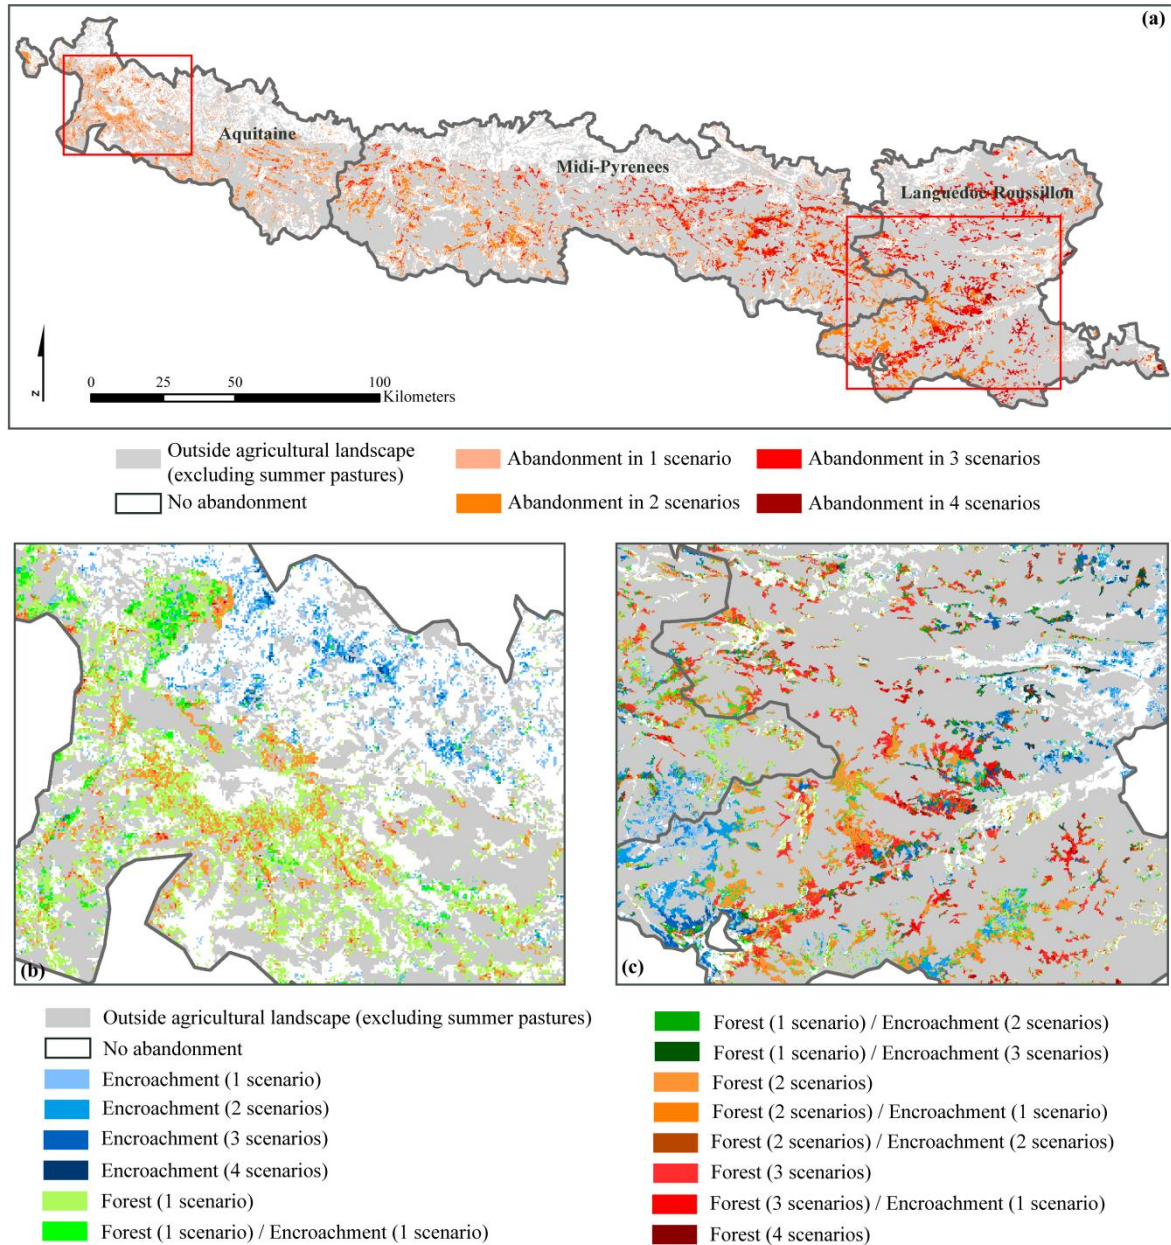 (a)
Aquitaine
Midi-Pyrenees
Languedoc-Roussillon
N
0 25 50 100
Kilometers
Outside agricultural landscape
(excluding summer pastures)
No abandonment
Abandonment in 1 scenario
Abandonment in 2 scenarios
Abandonment in 3 scenarios
Abandonment in 4 scenarios
(b)
(c)
Outside agricultural landscape (excluding summer pastures)
No abandonment
Encroachment (1 scenario)
Encroachment (2 scenarios)
Encroachment (3 scenarios)
Encroachment (4 scenarios)
Forest (1 scenario)
Forest (1 scenario) / Encroachment (1 scenario)
Forest (1 scenario) / Encroachment (2 scenarios)
Forest (1 scenario) / Encroachment (3 scenarios)
Forest (2 scenarios)
Forest (2 scenarios) / Encroachment (1 scenario)
Forest (2 scenarios) / Encroachment (2 scenarios)
Forest (3 scenarios)
Forest (3 scenarios) / Encroachment (1 scenario)
Forest (4 scenarios)